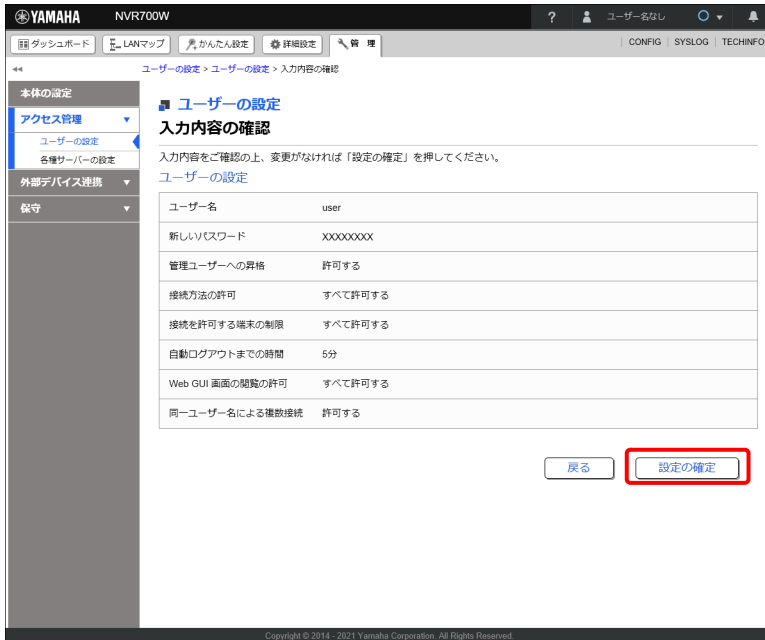 YAMAHA NVR700W ? ユーザー名なし
ダッシュボード LANマップ かんたん設定 詳細設定 管 理 CONFIG SYSLOG TECHINFO
ユーザーの設定 > ユーザーの設定 > 入力内容の確認
本体の設定
アクセス管理
ユーザーの設定
各種サーバーの設定
外部デバイス連携
保守
ユーザーの設定
入力内容の確認
入力内容をご確認の上、変更がなければ「設定の確定」を押してください。
ユーザーの設定
ユーザー名 user
新しいパスワード XXXXXXXX
管理ユーザーへの昇格 許可する
接続方法の許可 すべて許可する
接続を許可する端末の制限 すべて許可する
自動ログアウトまでの時間 5分
Web GUI 画面の閲覧の許可 すべて許可する
同一ユーザー名による複数接続 許可する
戻る 設定の確定
Copyright © 2014 - 2021 Yamaha Corporation. All Rights Reserved.